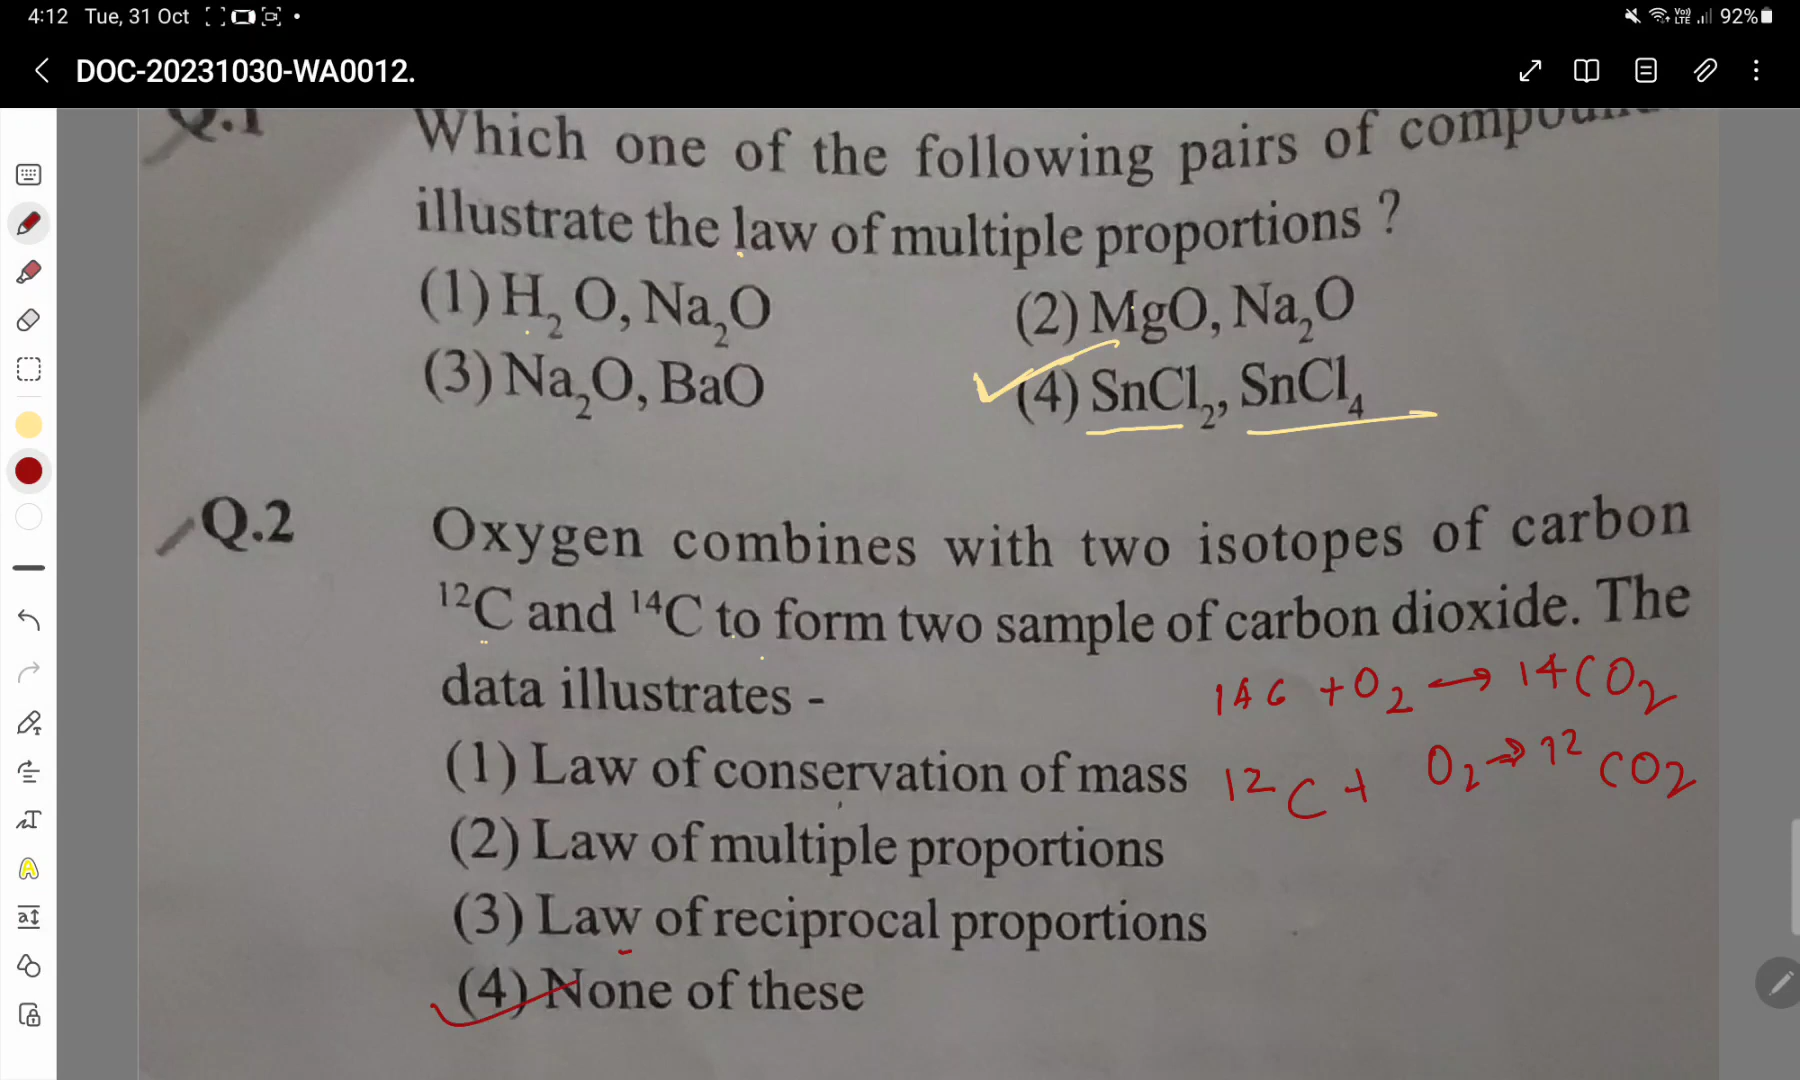 4:12 Tue, 31 Oct
Vo)) LTE 92%
DOC-20231030-WA0012.
Q.1 Which one of the following pairs of
illustrate the law of multiple proportions ?
(1) H₂O, Na₂O (2) MgO, Na₂O
(3) Na₂O, BaO (4) SnCl₂, SnCl₄
Q.2 Oxygen combines with two isotopes of carbon
¹²C and ¹⁴C to form two sample of carbon dioxide. The
data illustrates -
14C + O₂ → 14CO₂
(1) Law of conservation of mass
12C + O₂ → 12CO₂
(2) Law of multiple proportions
(3) Law of reciprocal proportions
(4) None of these